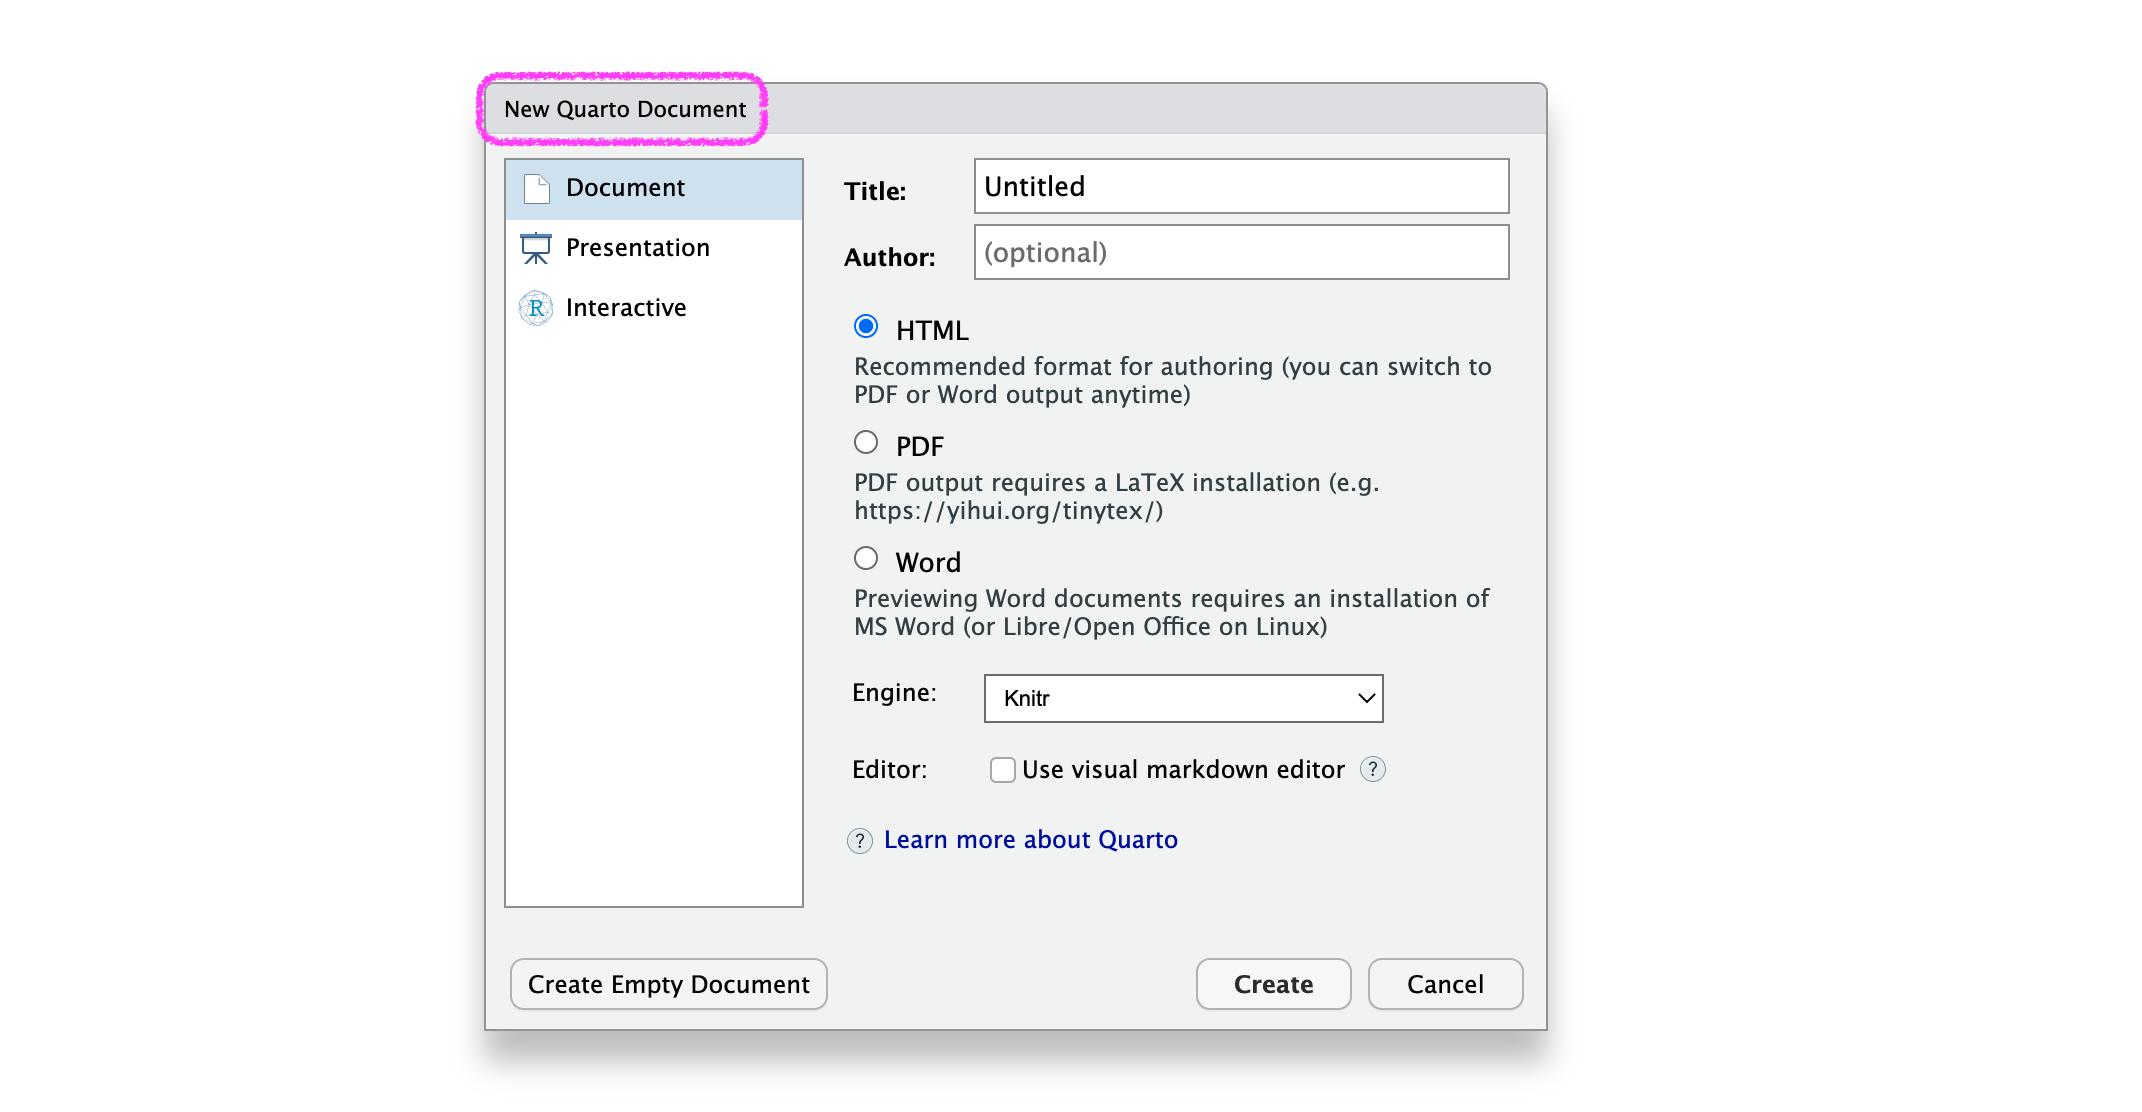 New Quarto Document
Document
Presentation
R Interactive
Title: Untitled
Author: (optional)
HTML
Recommended format for authoring (you can switch to
PDF or Word output anytime)
PDF
PDF output requires a LaTeX installation (e.g.
https://yihui.org/tinytex/)
Word
Previewing Word documents requires an installation of
MS Word (or Libre/Open Office on Linux)
Engine: Knitr
Editor: Use visual markdown editor ?
? Learn more about Quarto
Create Empty Document Create Cancel